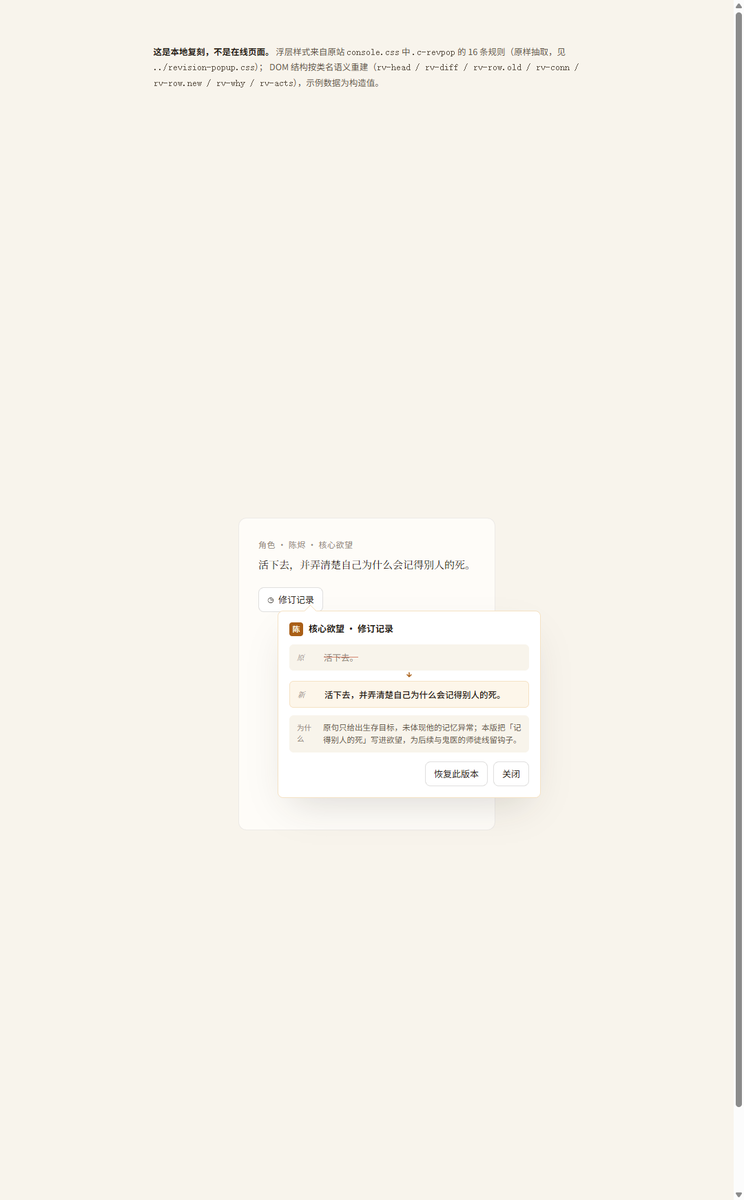 这是本地复刻，不是在线页面。 浮层样式来自原站 console.css 中 .c-revpop 的 16 条规则（原样抽取，见
../revision-popup.css）； DOM 结构按类名语义重建（rv-head / rv-diff / rv-row.old / rv-conn /
rv-row.new / rv-why / rv-acts），示例数据为构造值。
角色 · 陈烬 · 核心欲望
活下去，并弄清楚自己为什么会记得别人的死。
◷ 修订记录
陈 核心欲望 · 修订记录
原 活下去。
↓
新 活下去，并弄清楚自己为什么会记得别人的死。
为什么 原句只给出生存目标，未体现他的记忆异常；本版把「记
得别人的死」写进欲望，为后续与鬼医的师徒线留钩子。
恢复此版本 关闭